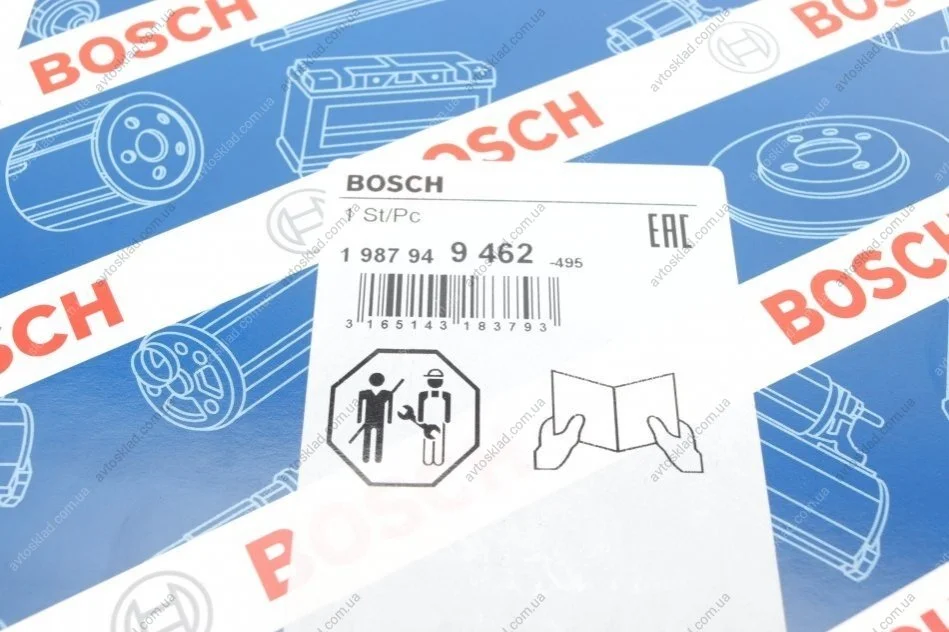 BOSCH
BOSCH
BOSCH
BOSCH
1 St/Pc
EAC
1 987 94 9 462 -495
3 165143 183793
BOSCH
BOSCH
BOSCH
avtosklad.com.ua